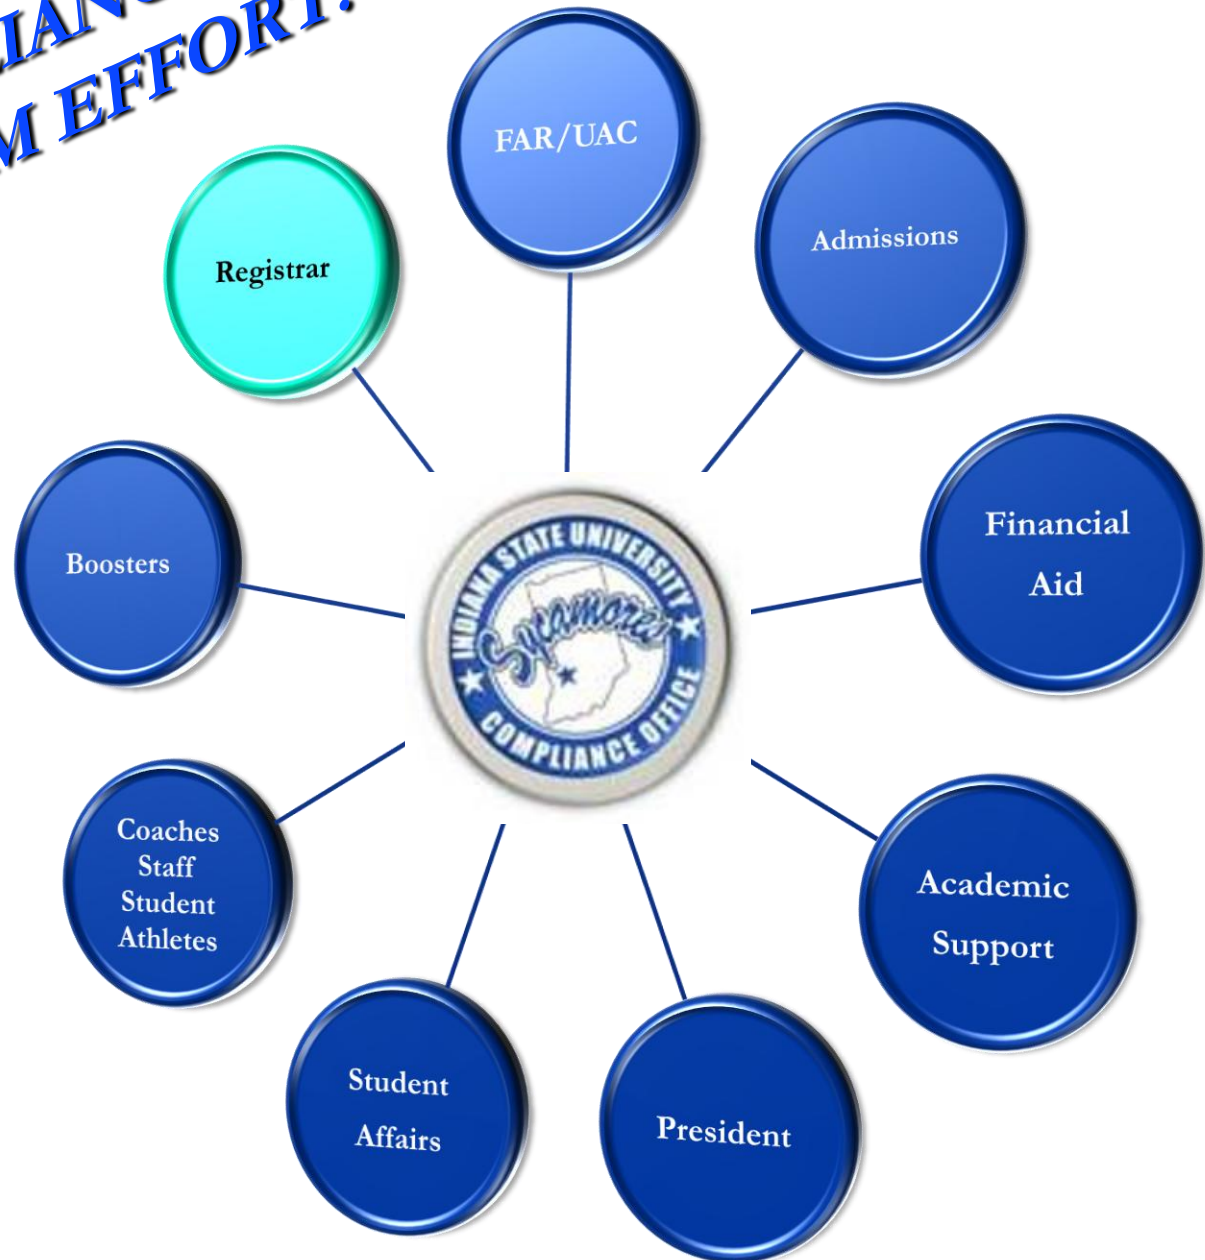 LIANC
M EFFORT!
FAR/UAC
Admissions
Registrar
Financial
Aid
Boosters
INDIANA STATE UNIVERSITY
Sycamores
COMPLIANCE OFFICE
Coaches
Staff
Student
Athletes
Academic
Support
Student
Affairs
President